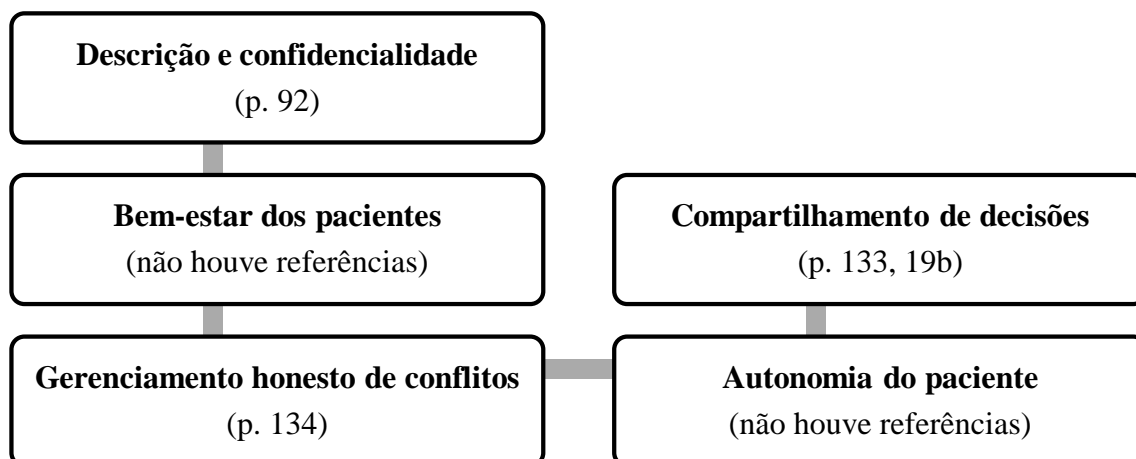 Descrição e confidencialidade
(p. 92)
Bem-estar dos pacientes
(não houve referências)
Gerenciamento honesto de conflitos
(p. 134)
Autonomia do paciente
(não houve referências)
Compartilhamento de decisões
(p. 133, 19b)